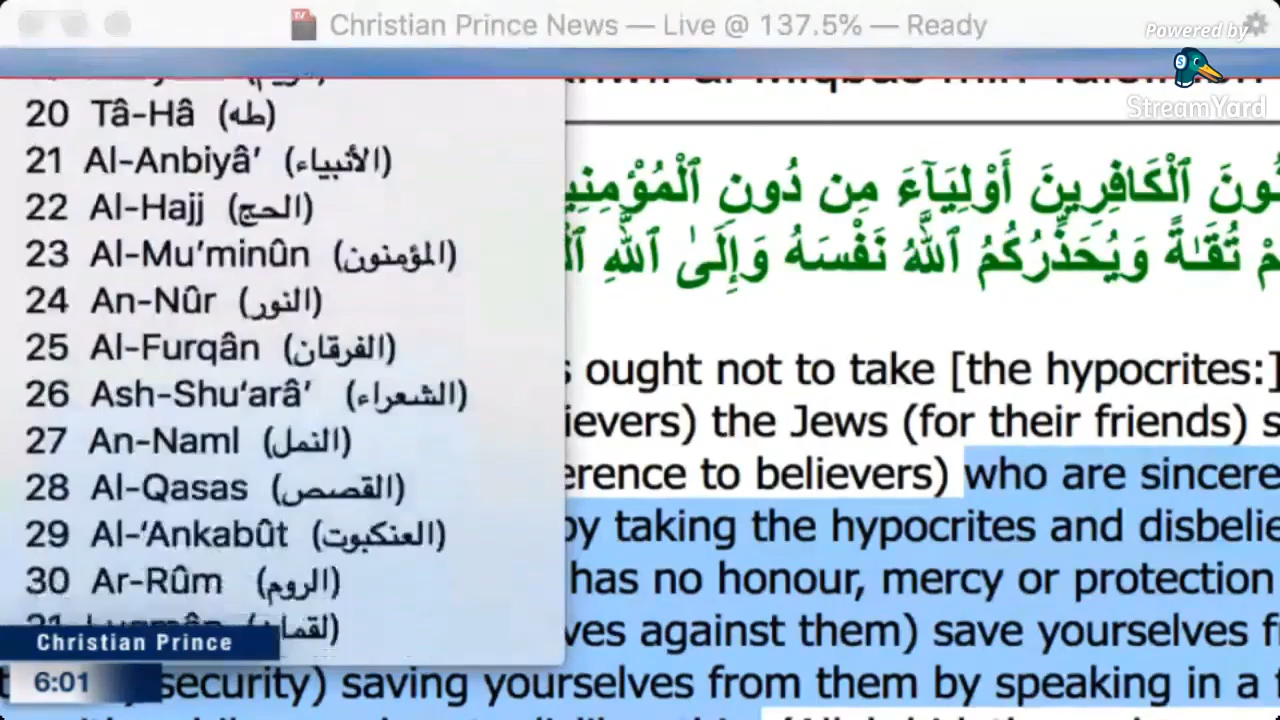 Christian Prince News — Live @ 137.5% — Ready
Powered by
StreamYard
20 Tâ-Hâ (طه)
21 Al-Anbiyâ’ (الأنبياء)
22 Al-Hajj (الحج)
23 Al-Mu’minûn (المؤمنون)
24 An-Nûr (النور)
25 Al-Furqân (الفرقان)
26 Ash-Shu‘arâ’ (الشعراء)
27 An-Naml (النمل)
28 Al-Qasas (القصص)
29 Al-‘Ankabût (العنكبوت)
30 Ar-Rûm (الروم)
ٱلْكَافِرِينَ أَوْلِيَآءَ مِن دُونِ
تُقَـٰةً وَيُحَذِّرُكُمُ ٱللَّهُ نَفْسَهُ وَإِلَىٰ ٱللَّهِ
ought not to take [the hypocrites:]
the Jews (for their friends)
to believers) who are sincere
by taking the hypocrites and
has no honour, mercy or protection
against them) save yourselves
security) saving yourselves from them by speaking in a
Christian Prince
6:01